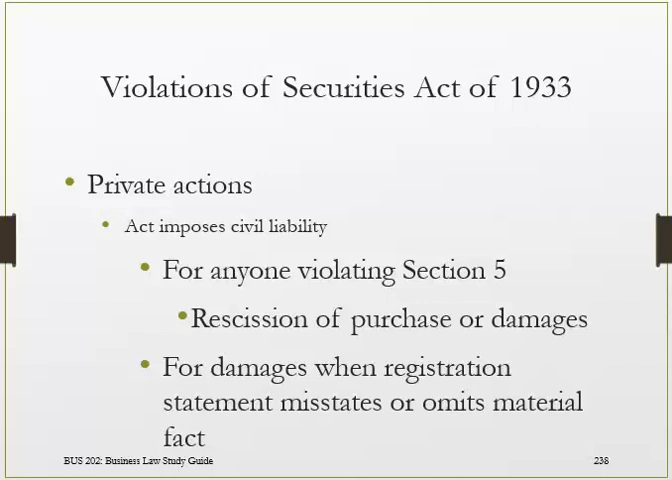 Violations of Securities Act of 1933
• Private actions
• Act imposes civil liability
• For anyone violating Section 5
•Rescission of purchase or damages
• For damages when registration
statement misstates or omits material
fact
BUS 202: Business Law Study Guide
238